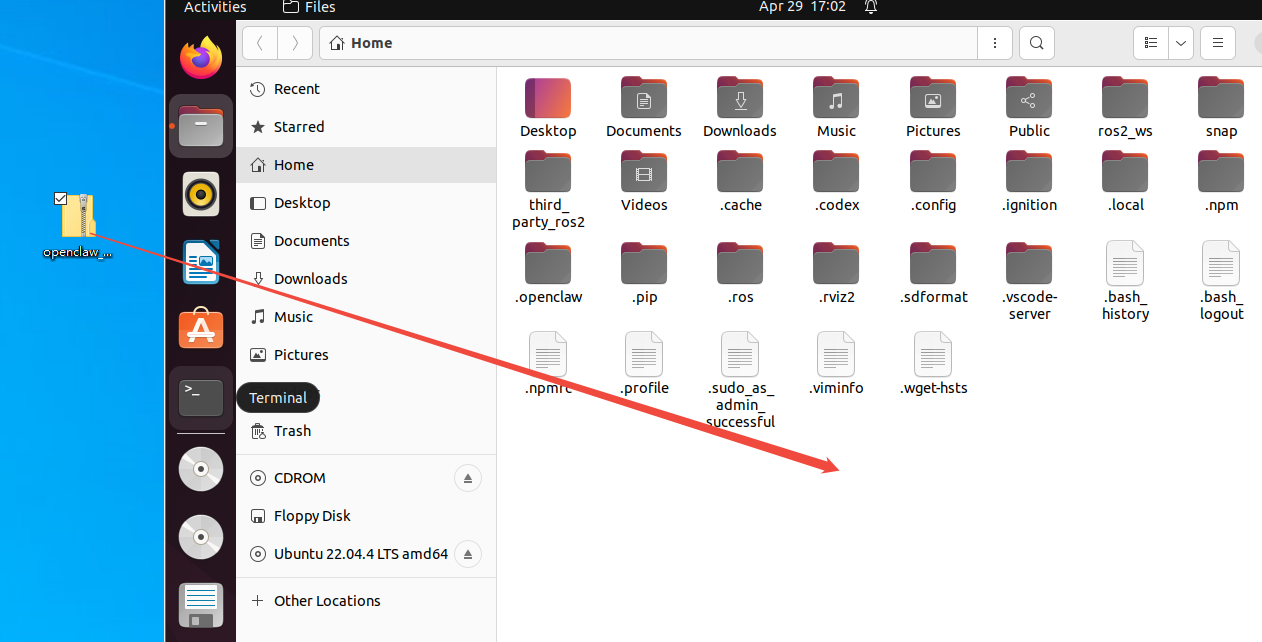 Activities
Files
Apr 29 17:02
Home
Recent
Starred
Home
Desktop
Documents
Downloads
Music
Pictures
Terminal
Trash
CDROM
Floppy Disk
Ubuntu 22.04.4 LTS amd64
Other Locations
openclaw_...
Desktop
Documents
Downloads
Music
Pictures
Public
ros2_ws
snap
third_
party_ros2
Videos
.cache
.codex
.config
.ignition
.local
.npm
.openclaw
.pip
.ros
.rviz2
.sdformat
.vscode-
server
.bash_
history
.bash_
logout
.npmrc
.profile
.sudo_as_
admin_
successful
.viminfo
.wget-hsts